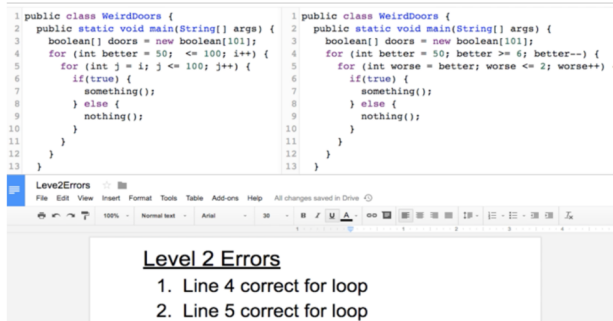 1 public class WeirdDoors {
2 public static void main(String[] args) {
3 boolean[] doors = new boolean[101];
4 for (int better = 50; <= 100; i++) {
5 for (int j = i; j <= 100; j++) {
6 if(true) {
7 something();
8 } else {
9 nothing();
10 }
11 }
12 }
13 }
1 public class WeirdDoors {
2 public static void main(String[] args) {
3 boolean[] doors = new boolean[101];
4 for (int better = 50; better >= 6; better--) {
5 for (int worse = better; worse <= 2; worse++) {
6 if(true) {
7 something();
8 } else {
9 nothing();
10 }
11 }
12 }
13 }
Leve2Errors
File Edit View Insert Format Tools Table Add-ons Help All changes saved in Drive
100% Normal text Arial 30 B I U A
1 1 2 3 4
Level 2 Errors
1. Line 4 correct for loop
2. Line 5 correct for loop